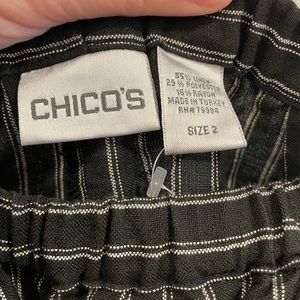 CHICO'S
55% LINEN
29% POLYESTER
16% RAYON
MADE IN TURKEY
RN# 79984
SIZE 2